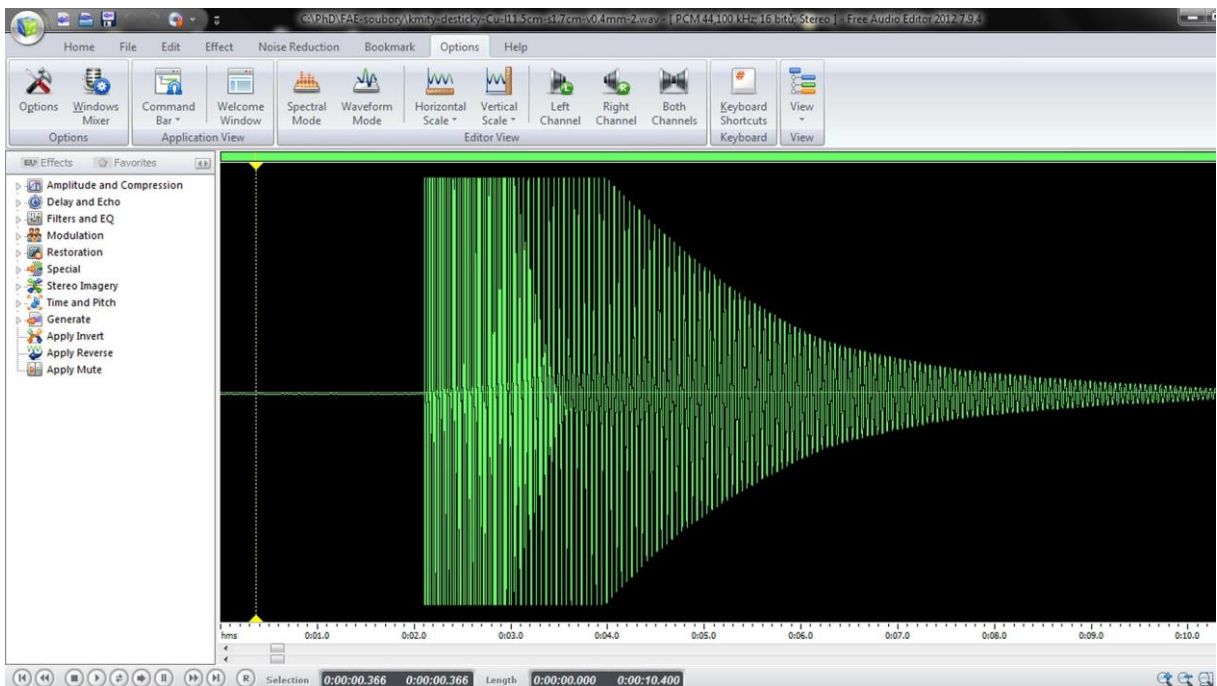 C:\PhD\FAE-soubory\kmity-desticky-Cu-l11.5cm-s1.7cm-v0.4mm-2.wav - [ PCM 44,100 kHz; 16 bitů; Stereo ] - Free Audio Editor 2012 7.9.4
Home File Edit Effect Noise Reduction Bookmark Options Help
Options Windows Mixer Command Bar Welcome Window Spectral Mode Waveform Mode Horizontal Scale Vertical Scale Left Channel Right Channel Both Channels Keyboard Shortcuts View
Options Application View Editor View Keyboard View
Effects Favorites
Amplitude and Compression
Delay and Echo
Filters and EQ
Modulation
Restoration
Special
Stereo Imagery
Time and Pitch
Generate
Apply Invert
Apply Reverse
Apply Mute
hms 0:01.0 0:02.0 0:03.0 0:04.0 0:05.0 0:06.0 0:07.0 0:08.0 0:09.0 0:10.0
R Selection 0:00:00.366 0:00:00.366 Length 0:00:00.000 0:00:10.400